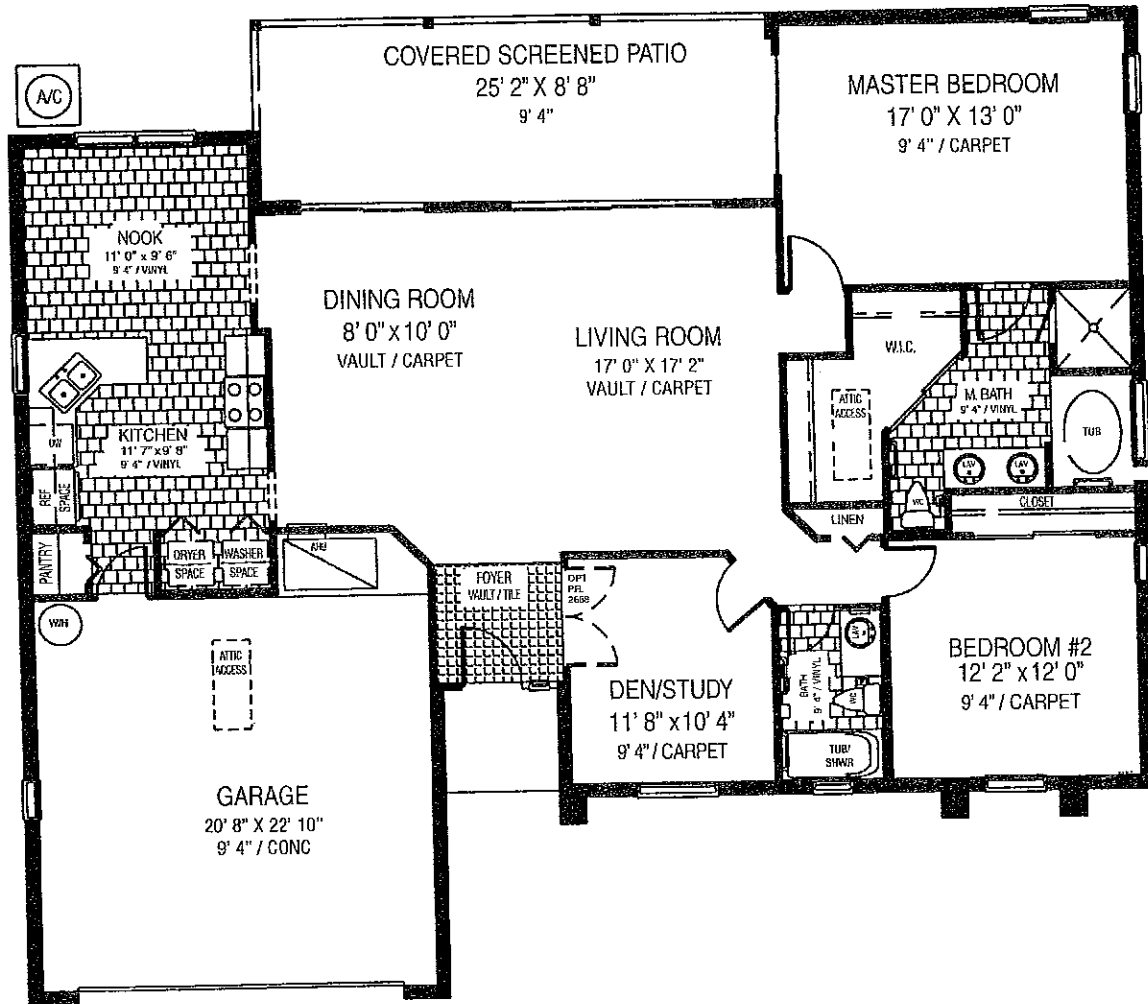 COVERED SCREENED PATIO
25' 2" X 8' 8"
9' 4"
MASTER BEDROOM
17' 0" X 13' 0"
9' 4" / CARPET
A/C
NOOK
11' 0" x 9' 6"
9' 4" / VINYL
DINING ROOM
8' 0" x 10' 0"
VAULT / CARPET
LIVING ROOM
17' 0" X 17' 2"
VAULT / CARPET
W.I.C.
ATTIC
ACCESS
M. BATH
9' 4" / VINYL
TUB
LAV
LAV
WC
CLOSET
LINEN
KITCHEN
11' 7" x 9' 8"
9' 4" / VINYL
DW
REF
SPACE
PANTRY
DRYER
SPACE
WASHER
SPACE
AHU
FOYER
VAULT / TILE
OPT
PR.
2668
W/H
ATTIC
ACCESS
DEN/STUDY
11' 8" x 10' 4"
9' 4" / CARPET
BATH
9' 4" / VINYL
LAV
WC
TUB/
SHWR
BEDROOM #2
12' 2" x 12' 0"
9' 4" / CARPET
GARAGE
20' 8" X 22' 10"
9' 4" / CONC